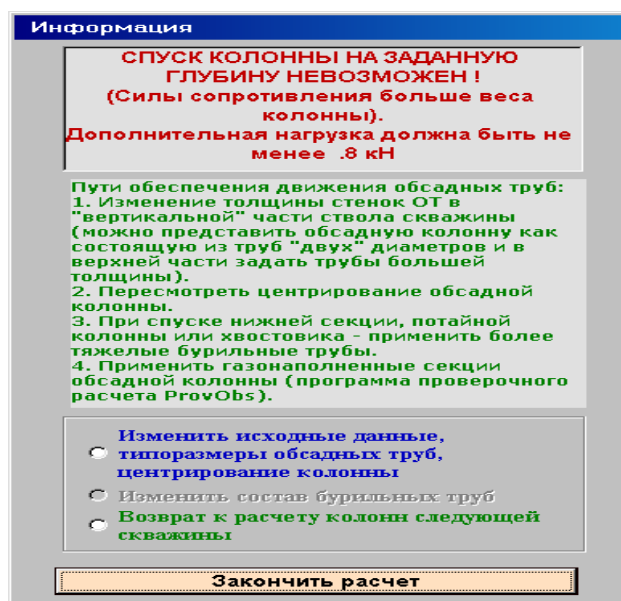 Информация
СПУСК КОЛОННЫ НА ЗАДАННУЮ
ГЛУБИНУ НЕВОЗМОЖЕН !
(Силы сопротивления больше веса
колонны).
Дополнительная нагрузка должна быть не
менее .8 кН
Пути обеспечения движения обсадных труб:
1. Изменение толщины стенок ОТ в
"вертикальной" части ствола скважины
(можно представить обсадную колонну как
состоящую из труб "двух" диаметров и в
верхней части задать трубы большей
толщины).
2. Пересмотреть центрирование обсадной
колонны.
3. При спуске нижней секции, потайной
колонны или хвостовика - применить более
тяжелые бурильные трубы.
4. Применить газонаполненные секции
обсадной колонны (программа проверочного
расчета ProvObs).
Изменить исходные данные,
типоразмеры обсадных труб,
центрирование колонны
Изменить состав бурильных труб
Возврат к расчету колонн следующей
скважины
Закончить расчет